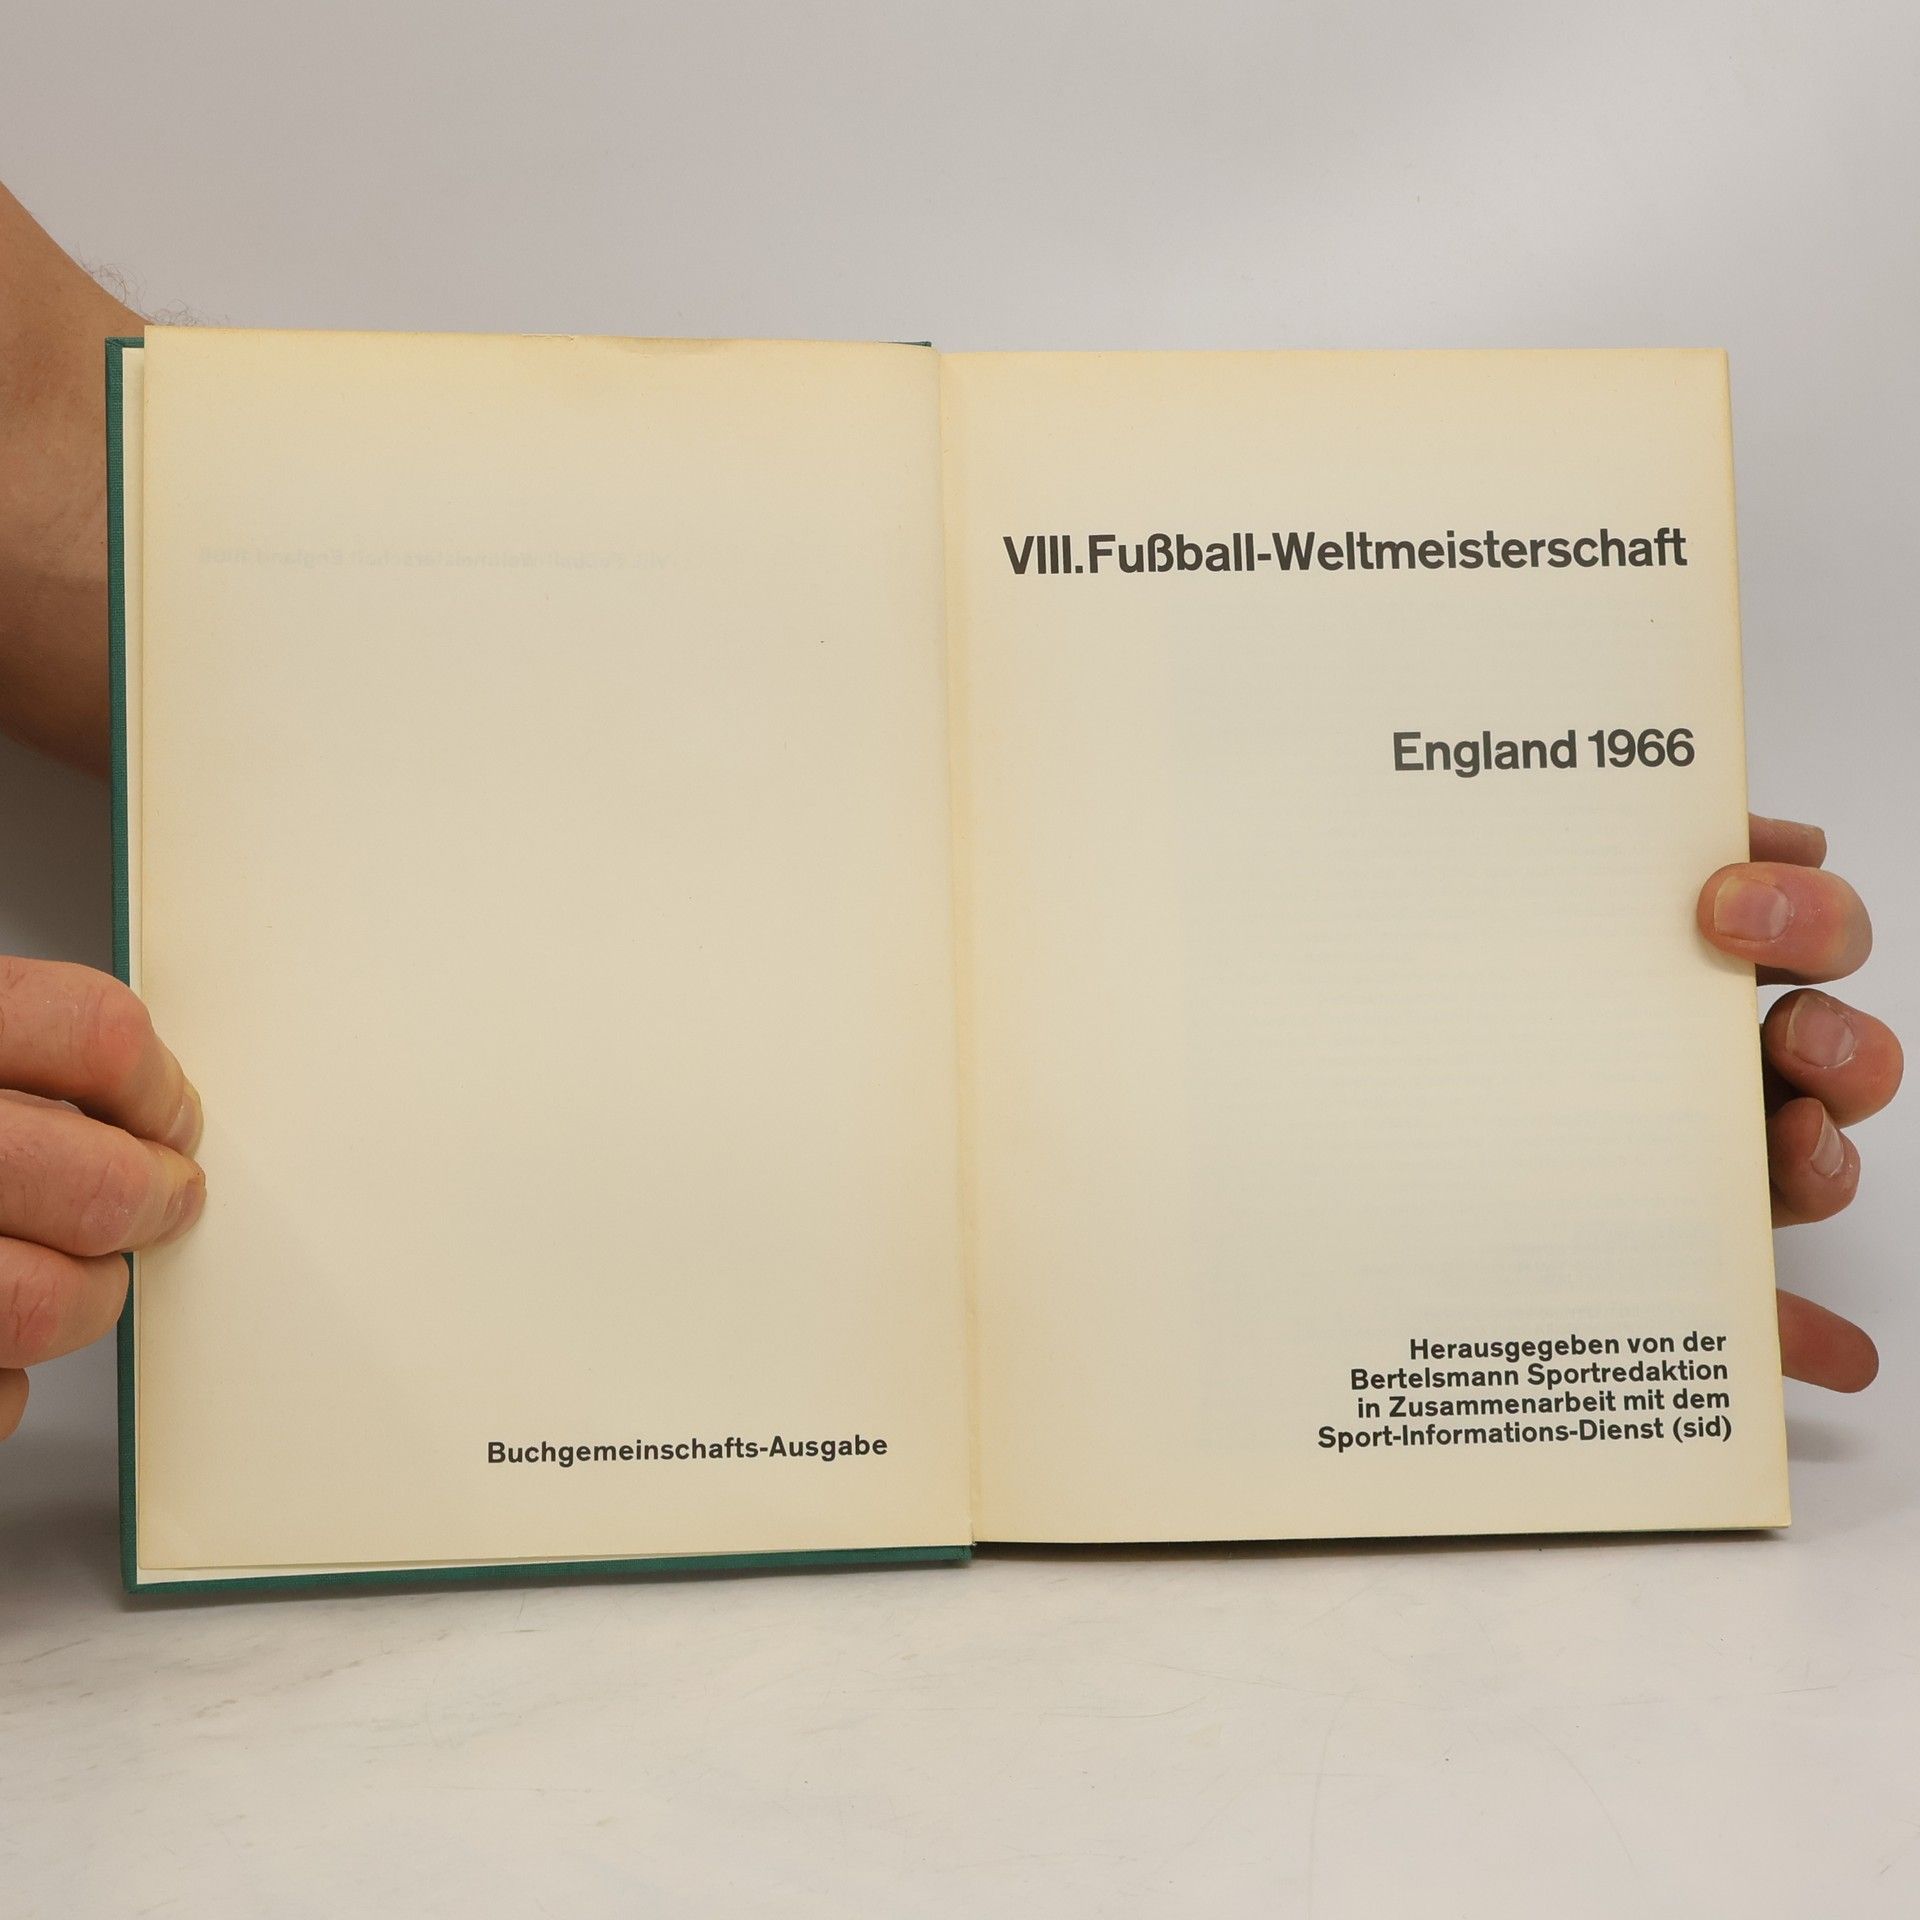 Buchgemeinschafts-Ausgabe
VIII. Fußball-Weltmeisterschaft
England 1966
Herausgegeben von der
Bertelsmann Sportredaktion
in Zusammenarbeit mit dem
Sport-Informations-Dienst (sid)